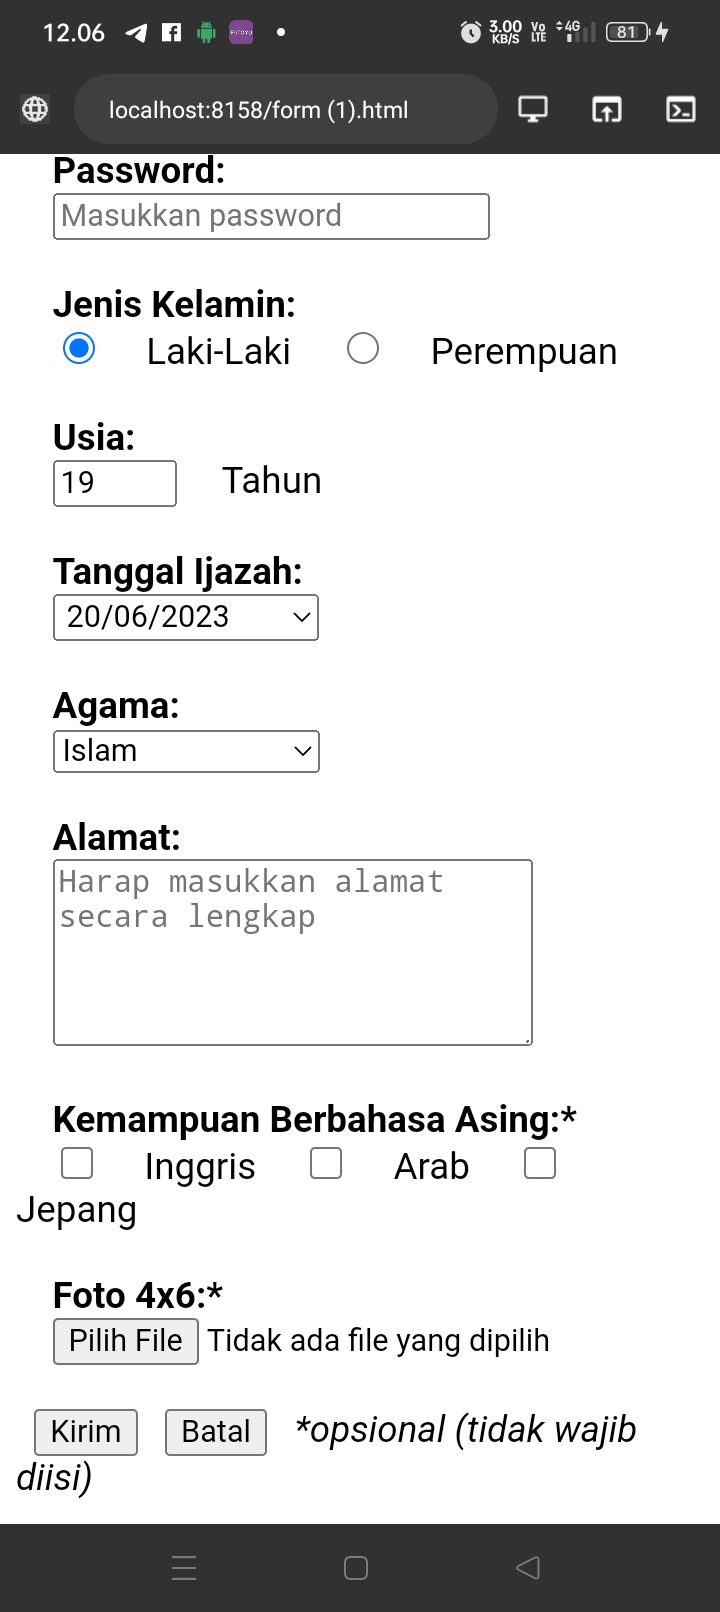 12.06 3.00 KB/S Vo LTE 4G 81
localhost:8158/form (1).html
Password:
Masukkan password
Jenis Kelamin:
Laki-Laki Perempuan
Usia:
19 Tahun
Tanggal Ijazah:
20/06/2023
Agama:
Islam
Alamat:
Harap masukkan alamat
secara lengkap
Kemampuan Berbahasa Asing:*
Inggris Arab
Jepang
Foto 4x6:*
Pilih File Tidak ada file yang dipilih
Kirim Batal *opsional (tidak wajib
diisi)